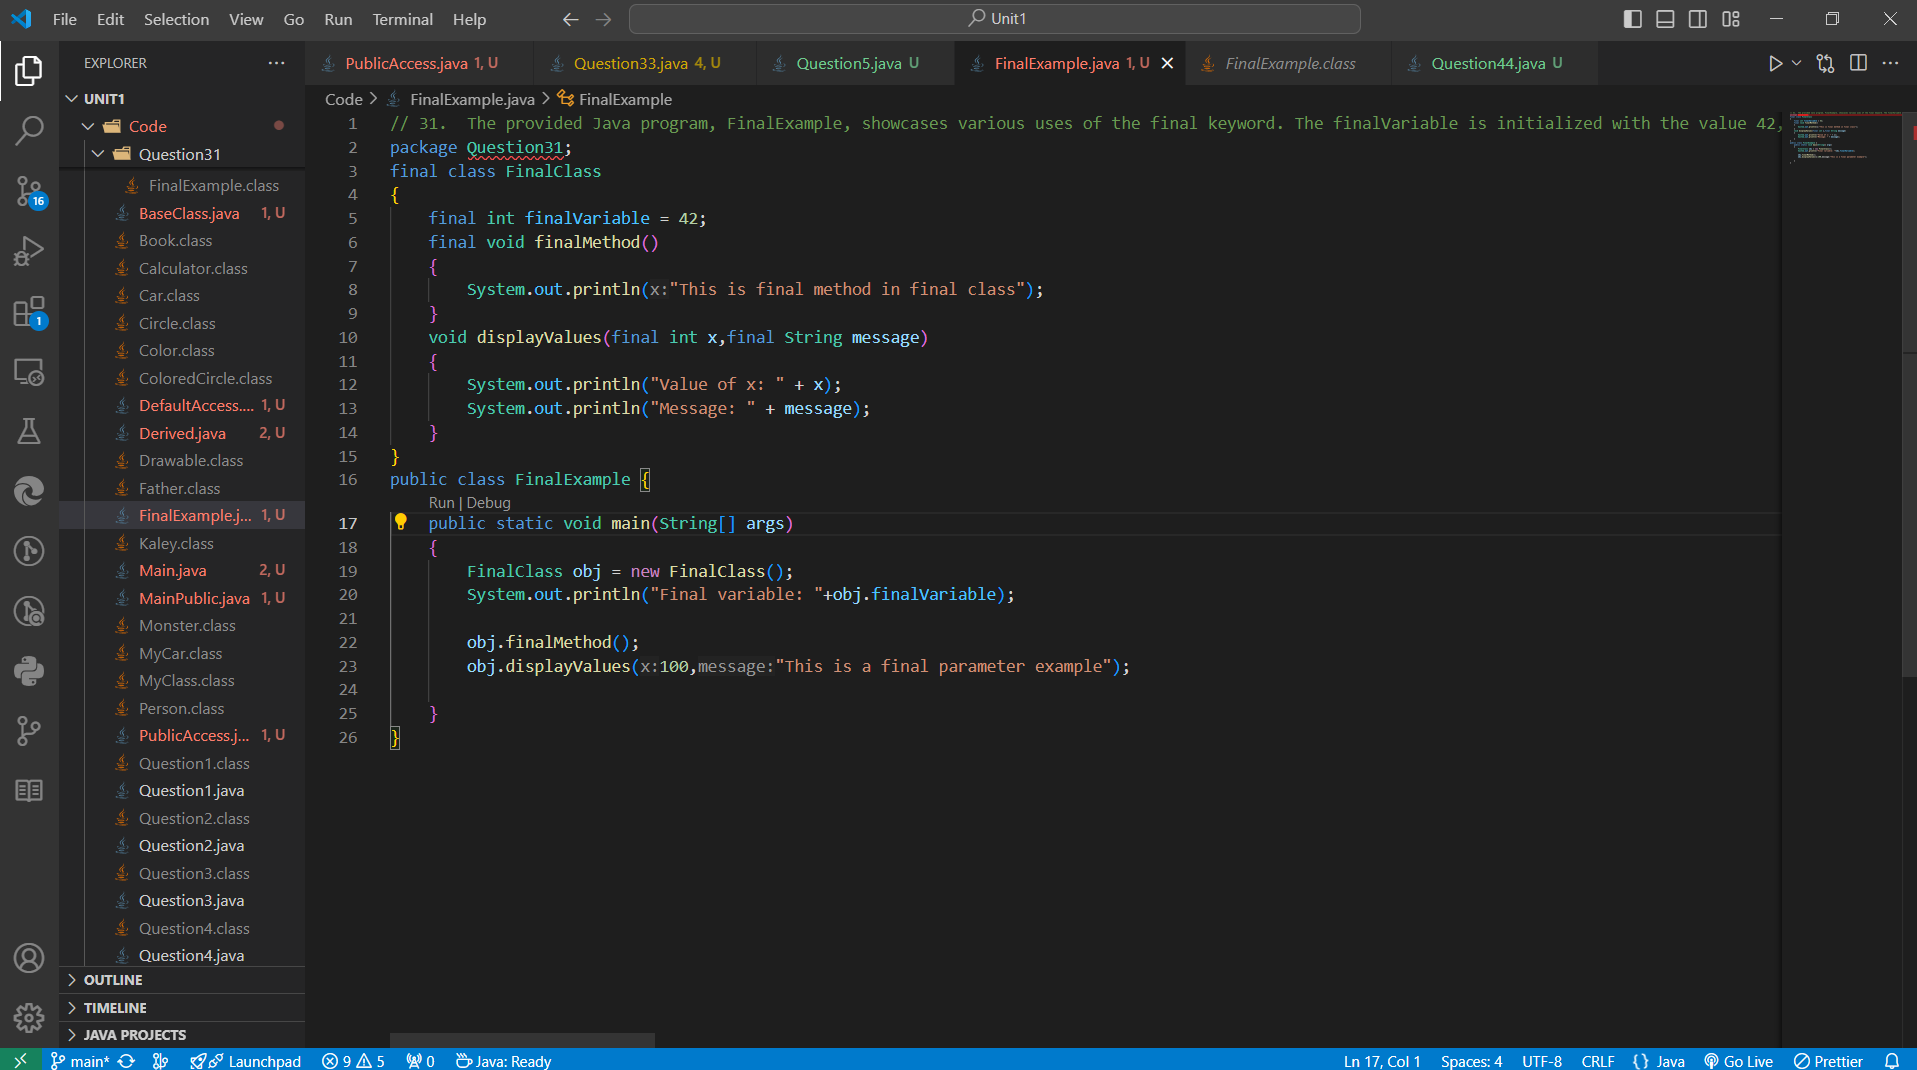 File Edit Selection View Go Run Terminal Help Unit1
EXPLORER
PublicAccess.java 1, U Question33.java 4, U Question5.java U FinalExample.java 1, U FinalExample.class Question44.java U
UNIT1
Code
Question31
FinalExample.class
BaseClass.java 1, U
Book.class
Calculator.class
Car.class
Circle.class
Color.class
ColoredCircle.class
DefaultAccess.... 1, U
Derived.java 2, U
Drawable.class
Father.class
FinalExample.j... 1, U
Kaley.class
Main.java 2, U
MainPublic.java 1, U
Monster.class
MyCar.class
MyClass.class
Person.class
PublicAccess.j... 1, U
Question1.class
Question1.java
Question2.class
Question2.java
Question3.class
Question3.java
Question4.class
Question4.java
OUTLINE
TIMELINE
JAVA PROJECTS
16
1
Code > FinalExample.java > FinalExample
1 // 31.  The provided Java program, FinalExample, showcases various uses of the final keyword. The finalVariable is initialized with the value 42,
2 package Question31;
3 final class FinalClass
4 {
5     final int finalVariable = 42;
6     final void finalMethod()
7     {
8         System.out.println(x:"This is final method in final class");
9     }
10     void displayValues(final int x,final String message)
11     {
12         System.out.println("Value of x: " + x);
13         System.out.println("Message: " + message);
14     }
15 }
16 public class FinalExample {
Run | Debug
17     public static void main(String[] args)
18     {
19         FinalClass obj = new FinalClass();
20         System.out.println("Final variable: "+obj.finalVariable);
21
22         obj.finalMethod();
23         obj.displayValues(x:100,message:"This is a final parameter example");
24
25     }
26 }
main* Launchpad 9 5 0 Java: Ready Ln 17, Col 1 Spaces: 4 UTF-8 CRLF {} Java Go Live Prettier